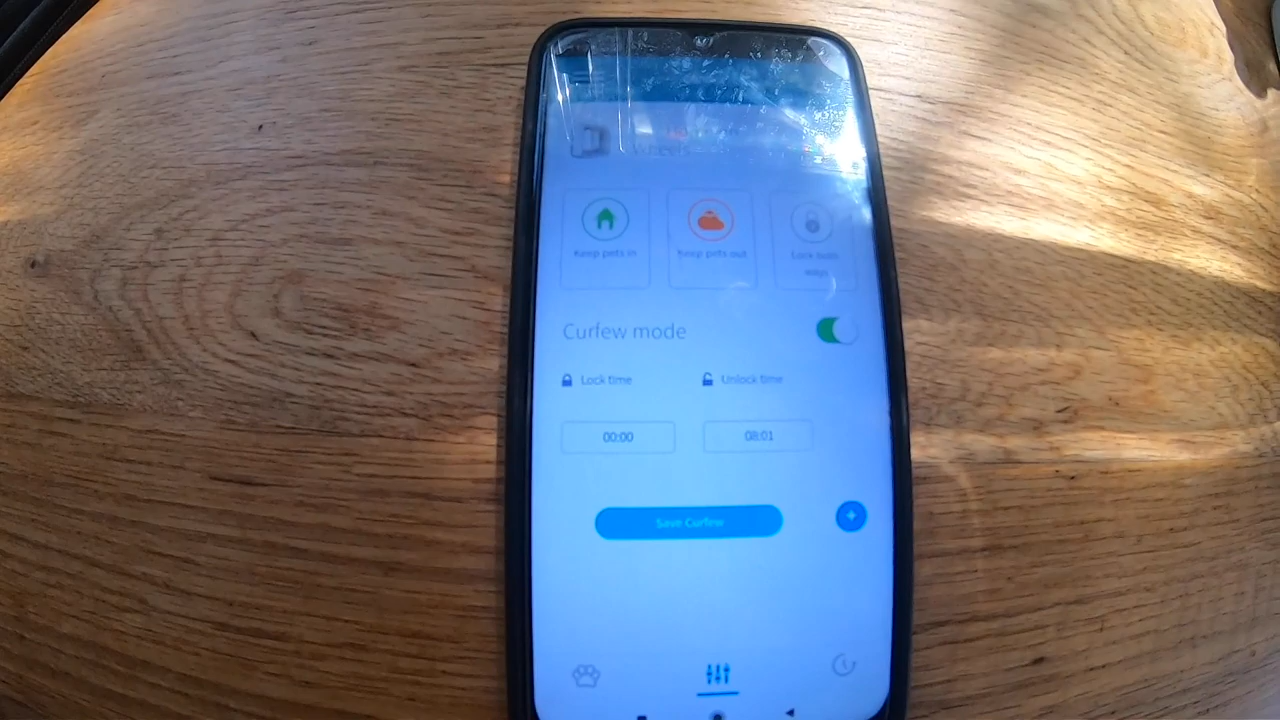 Wheels
Keep pets in
Keep pets out
Lock both
ways
Curfew mode
Lock time
Unlock time
00:00
08:01
Save Curfew